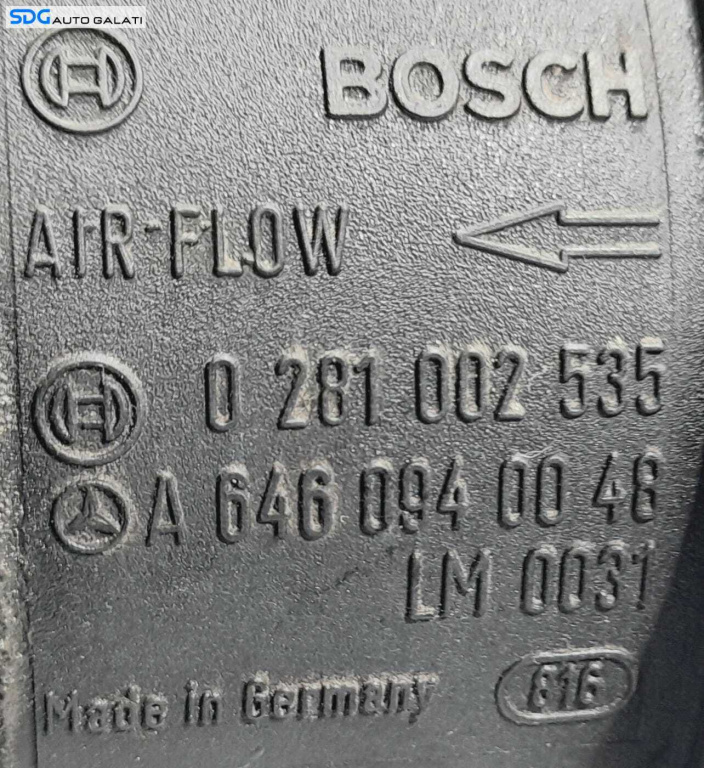 SDG AUTO GALATI
BOSCH
AIR-FLOW
0 281 002 535
A 646 094 00 48
LM 0031
Made in Germany 816